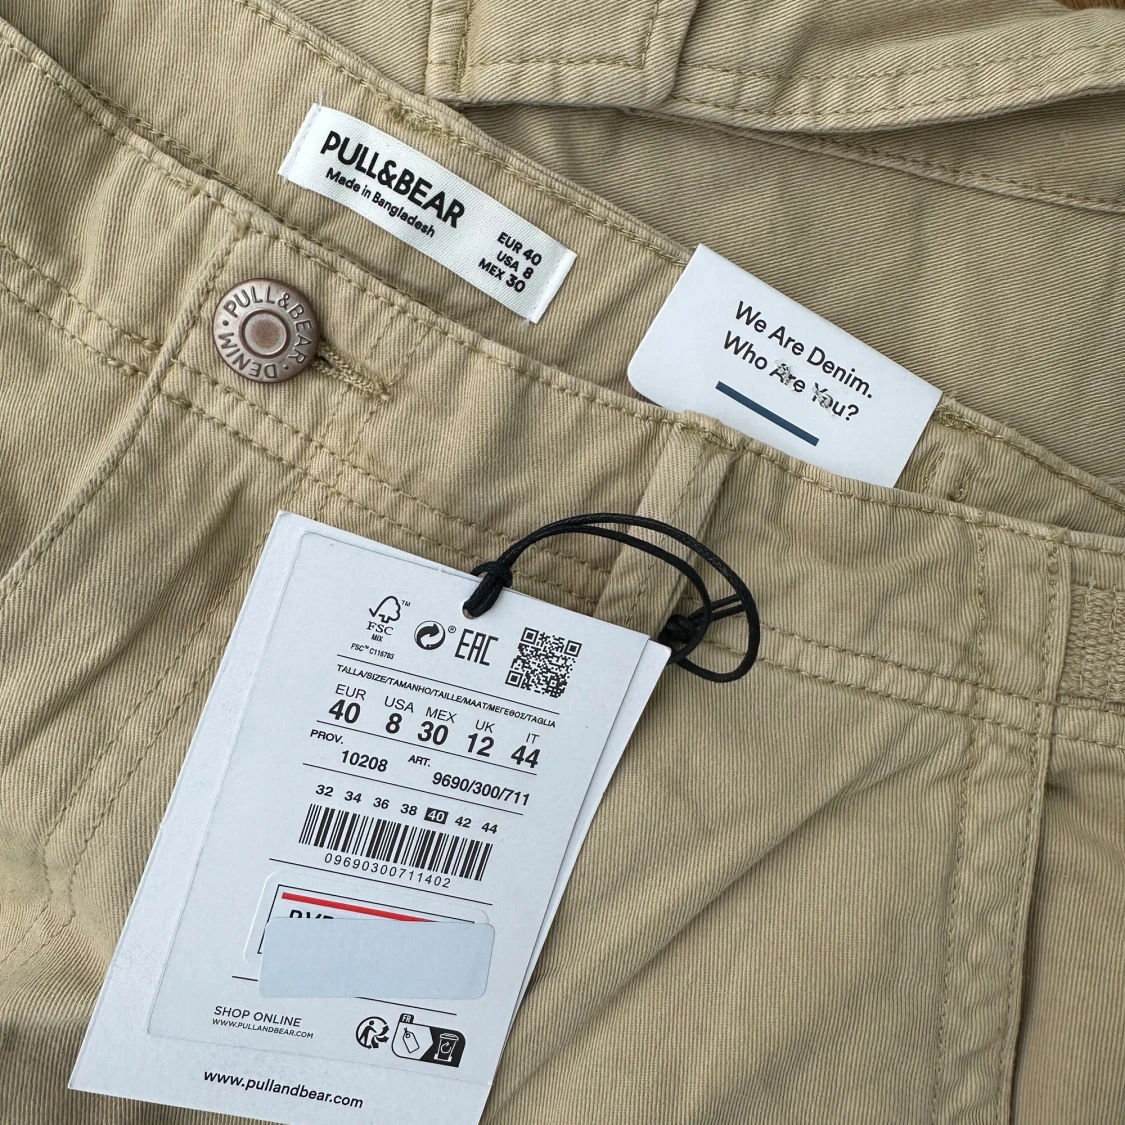 PULL&BEAR
Made in Bangladesh
EUR 40
USA 8
MEX 30
PULL&BEAR • DENIM •
We Are Denim.
Who Are You?
FSC™
MIX
FSC™ C116783
EAC
TALLA/SIZE/TAMANHO/TAILLE/MAAT/ΜΕΓΕΘΟΣ/TAGLIA
EUR USA MEX UK IT
40 8 30 12 44
PROV. 10208 ART. 9690/300/711
32 34 36 38 40 42 44
09690300711402
SHOP ONLINE
WWW.PULLANDBEAR.COM
FR
www.pullandbear.com